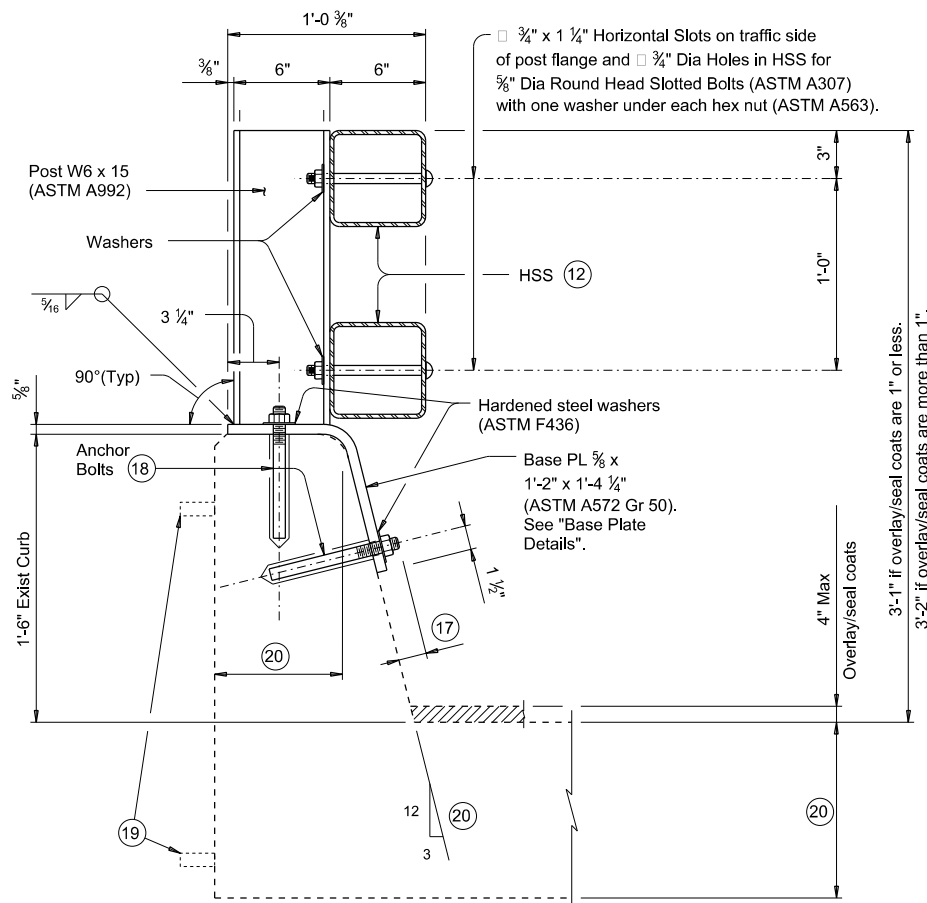 1'-0 ⅜"
⅜"
6"
6"
□ ¾" x 1 ¼" Horizontal Slots on traffic side
of post flange and □ ¾" Dia Holes in HSS for
⅝" Dia Round Head Slotted Bolts (ASTM A307)
with one washer under each hex nut (ASTM A563).
Post W6 x 15
(ASTM A992)
3"
Washers
HSS 12
1'-0"
5⁄16
3 ¼"
90°(Typ)
⅝"
Hardened steel washers
(ASTM F436)
Anchor
Bolts 18
Base PL ⅝ x
1'-2" x 1'-4 ¼"
(ASTM A572 Gr 50).
See "Base Plate
Details".
1 ½"
1'-6" Exist Curb
17
20
4" Max
Overlay/seal coats
3'-1" if overlay/seal coats are 1" or less.
3'-2" if overlay/seal coats are more than 1".
19
12
3
20
20